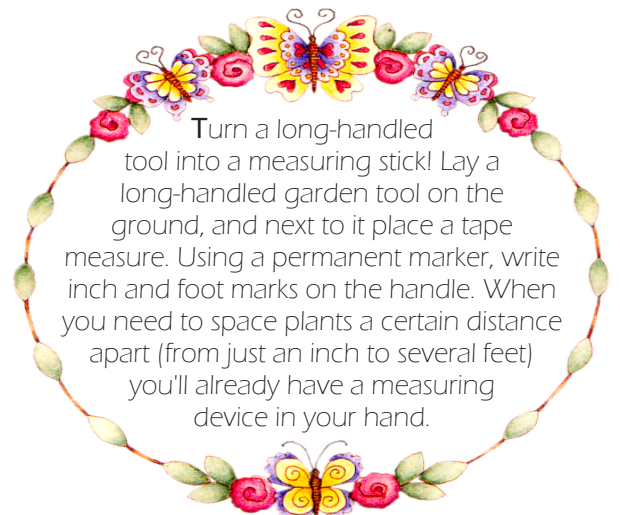 Turn a long-handled
tool into a measuring stick! Lay a
long-handled garden tool on the
ground, and next to it place a tape
measure. Using a permanent marker, write
inch and foot marks on the handle. When
you need to space plants a certain distance
apart (from just an inch to several feet)
you'll already have a measuring
device in your hand.